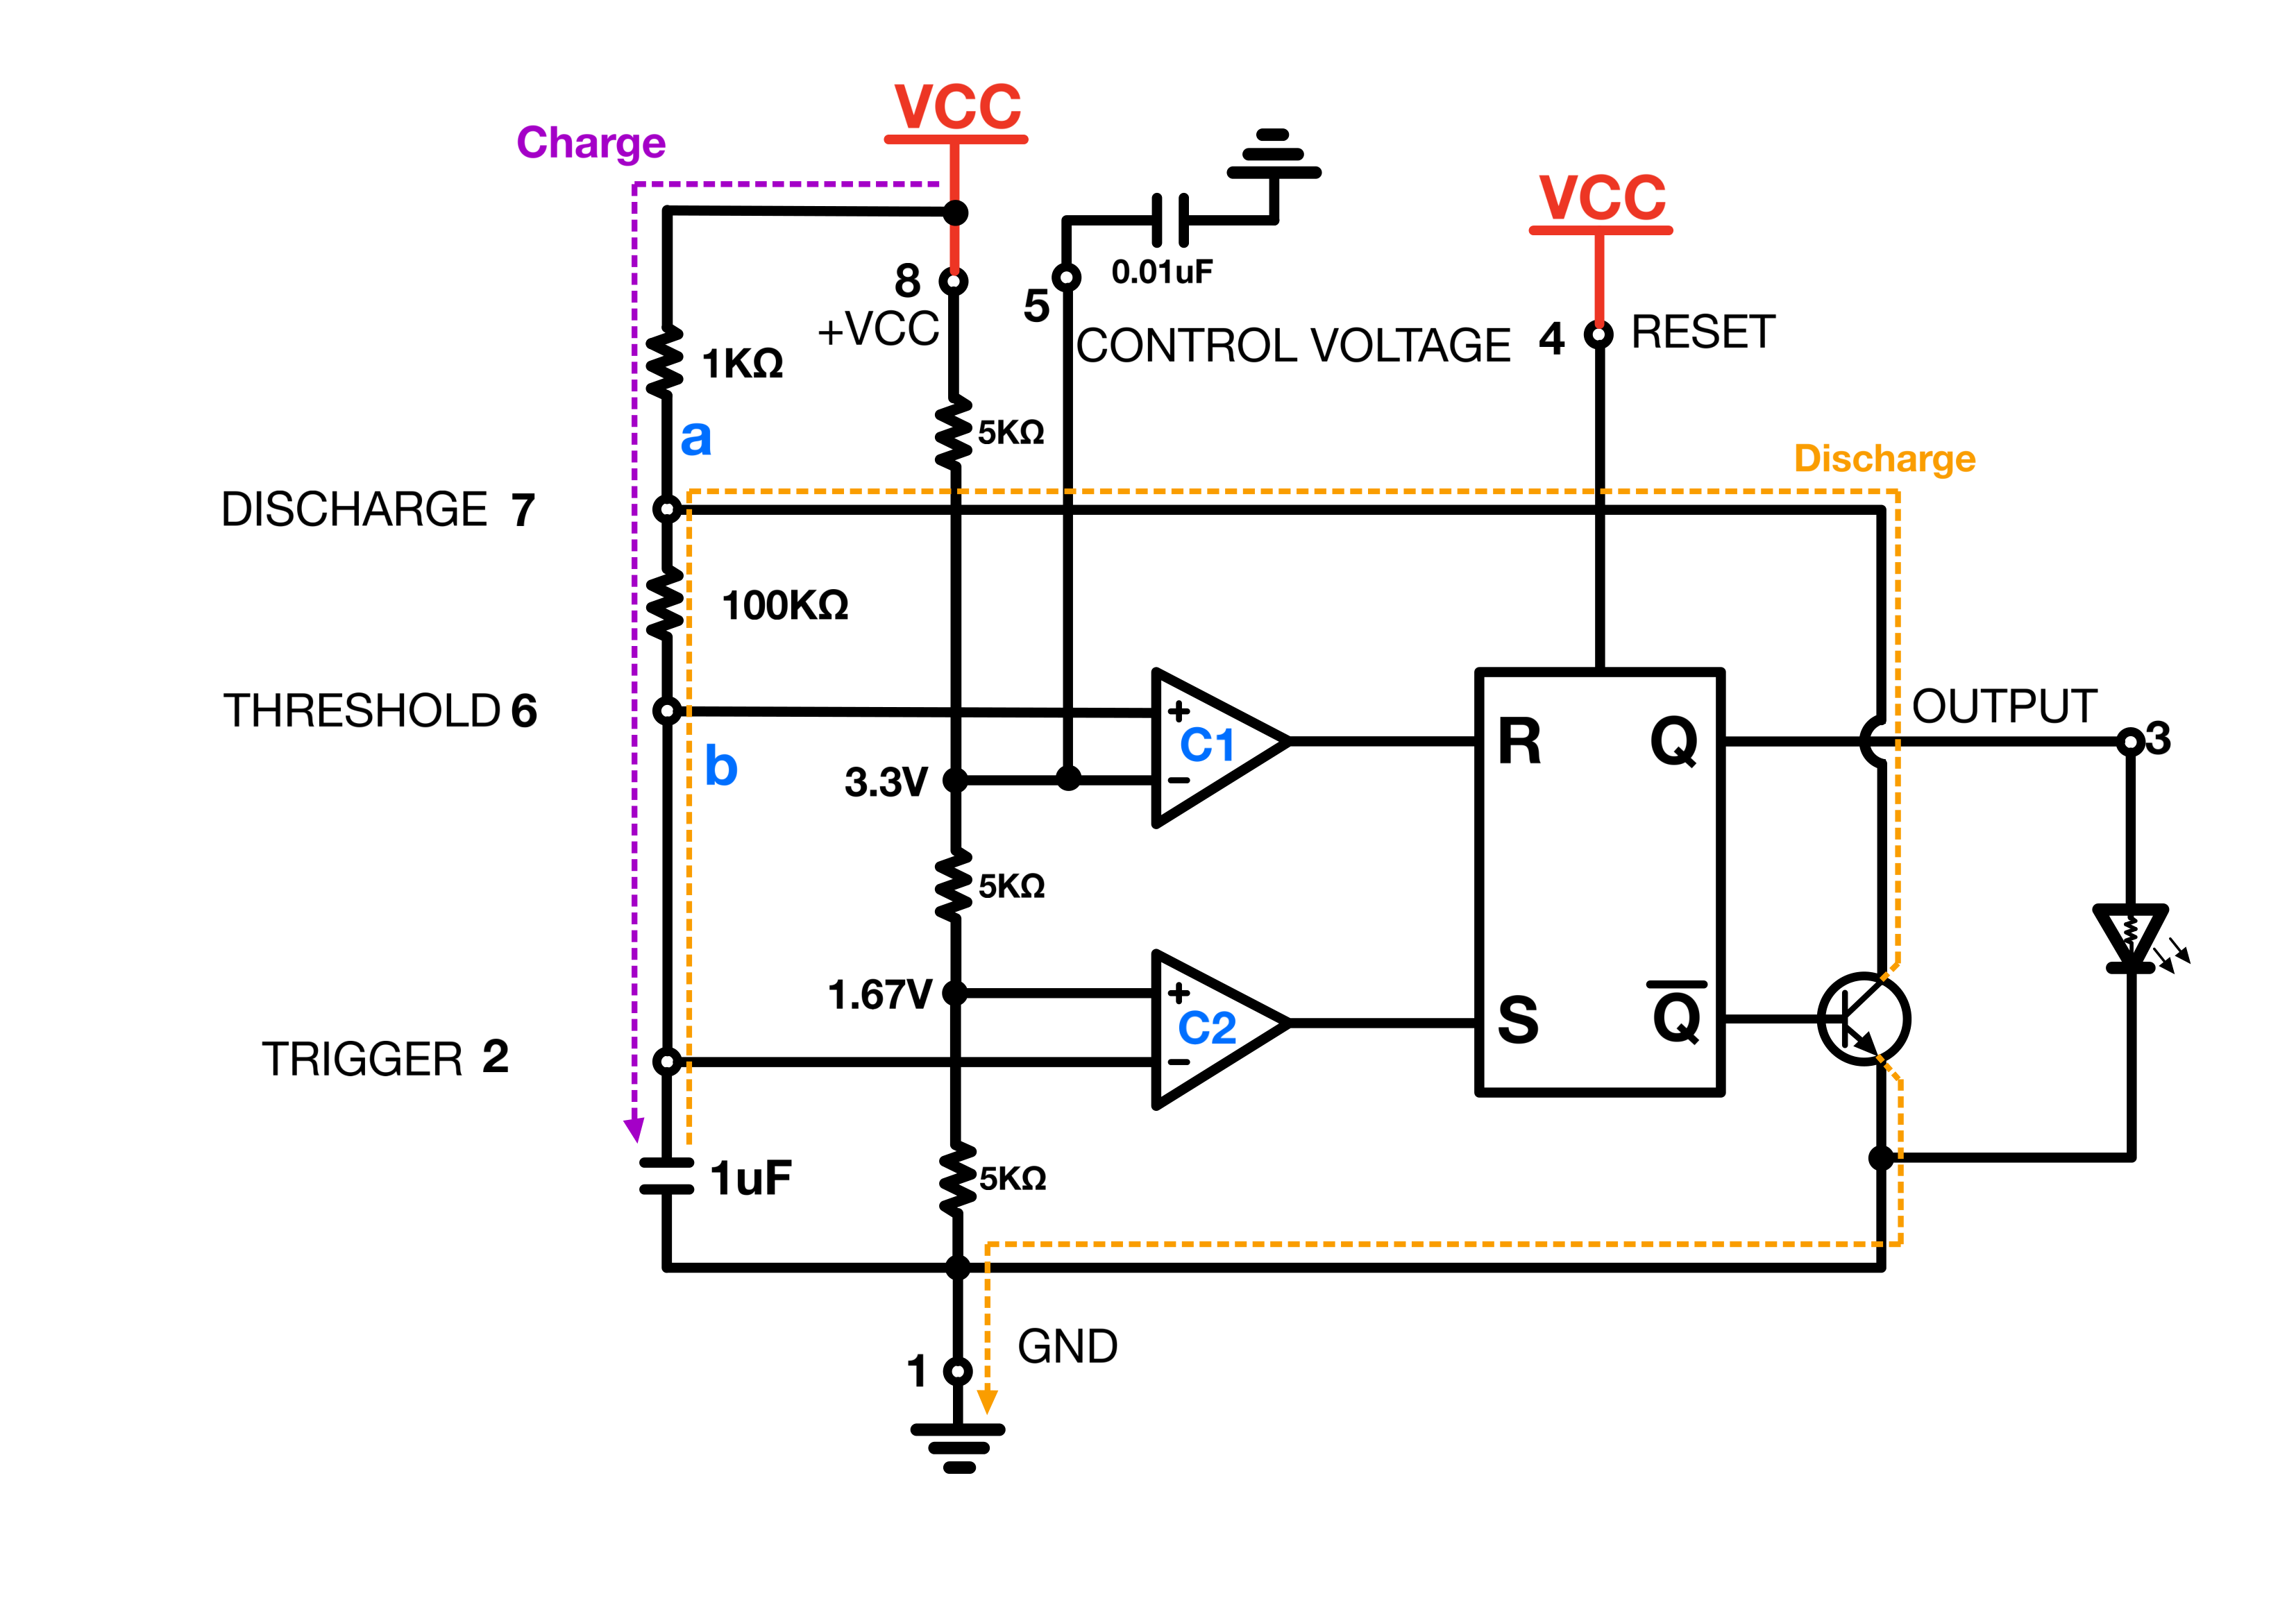 VCC
Charge
VCC
8
+VCC
5
0.01uF
CONTROL VOLTAGE
4
RESET
1KΩ
a
5KΩ
Discharge
DISCHARGE 7
100KΩ
THRESHOLD 6
b
+
C1
−
3.3V
R
Q
OUTPUT
3
5KΩ
1.67V
+
C2
−
S
Q̅
TRIGGER 2
1uF
5KΩ
GND
1